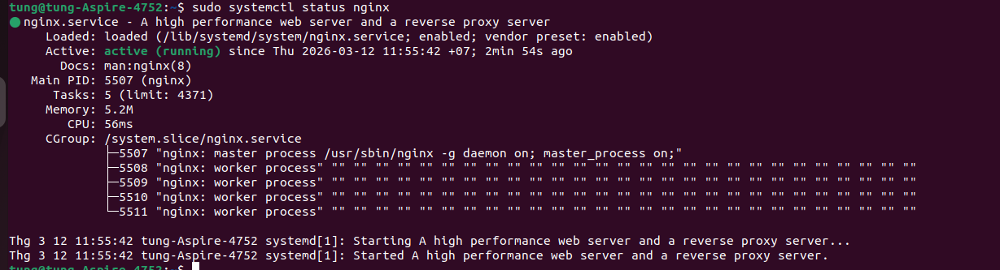 tung@tung-Aspire-4752:~$ sudo systemctl status nginx
● nginx.service - A high performance web server and a reverse proxy server
Loaded: loaded (/lib/systemd/system/nginx.service; enabled; vendor preset: enabled)
Active: active (running) since Thu 2026-03-12 11:55:42 +07; 2min 54s ago
Docs: man:nginx(8)
Main PID: 5507 (nginx)
Tasks: 5 (limit: 4371)
Memory: 5.2M
CPU: 56ms
CGroup: /system.slice/nginx.service
├─5507 "nginx: master process /usr/sbin/nginx -g daemon on; master_process on;"
├─5508 "nginx: worker process" "" "" "" "" "" "" "" "" "" "" "" "" "" "" "" "" "" "" "" "" "" "" "" "" "" "" ""
├─5509 "nginx: worker process" "" "" "" "" "" "" "" "" "" "" "" "" "" "" "" "" "" "" "" "" "" "" "" "" "" "" ""
├─5510 "nginx: worker process" "" "" "" "" "" "" "" "" "" "" "" "" "" "" "" "" "" "" "" "" "" "" "" "" "" "" ""
└─5511 "nginx: worker process" "" "" "" "" "" "" "" "" "" "" "" "" "" "" "" "" "" "" "" "" "" "" "" "" "" "" ""
Thg 3 12 11:55:42 tung-Aspire-4752 systemd[1]: Starting A high performance web server and a reverse proxy server...
Thg 3 12 11:55:42 tung-Aspire-4752 systemd[1]: Started A high performance web server and a reverse proxy server.
tung@tung-Aspire-4752:~$